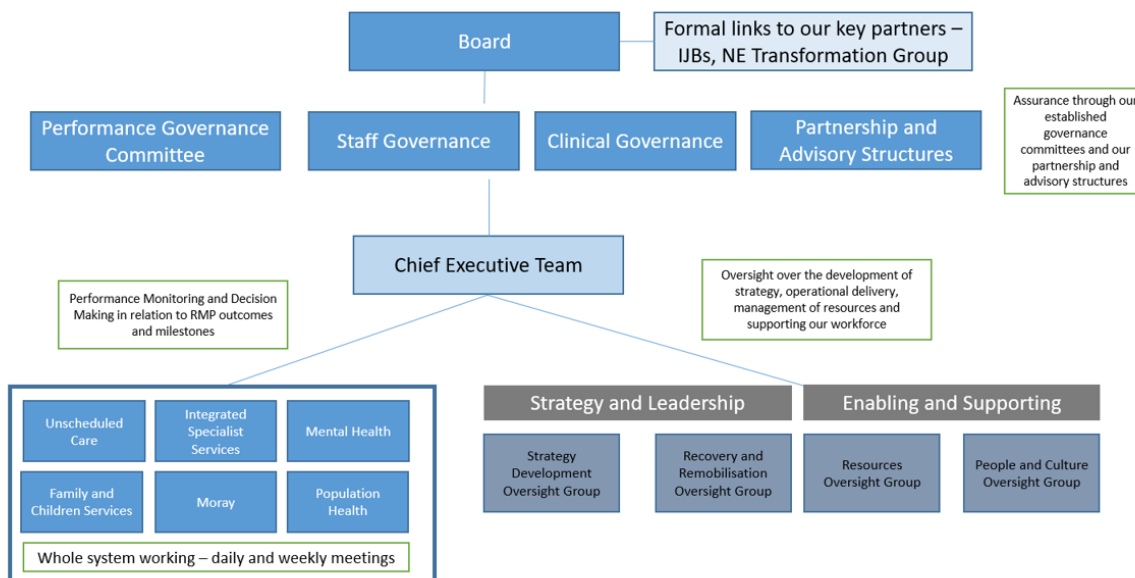 Board
Formal links to our key partners –
IJBs, NE Transformation Group
Performance Governance
Committee
Staff Governance
Clinical Governance
Partnership and
Advisory Structures
Assurance through our
established
governance
committees and our
partnership and
advisory structures
Chief Executive Team
Performance Monitoring and Decision
Making in relation to RMP outcomes
and milestones
Oversight over the development of
strategy, operational delivery,
management of resources and
supporting our workforce
Unscheduled
Care
Integrated
Specialist
Services
Mental Health
Family and
Children Services
Moray
Population
Health
Whole system working – daily and weekly meetings
Strategy and Leadership
Enabling and Supporting
Strategy
Development
Oversight Group
Recovery and
Remobilisation
Oversight Group
Resources
Oversight Group
People and Culture
Oversight Group